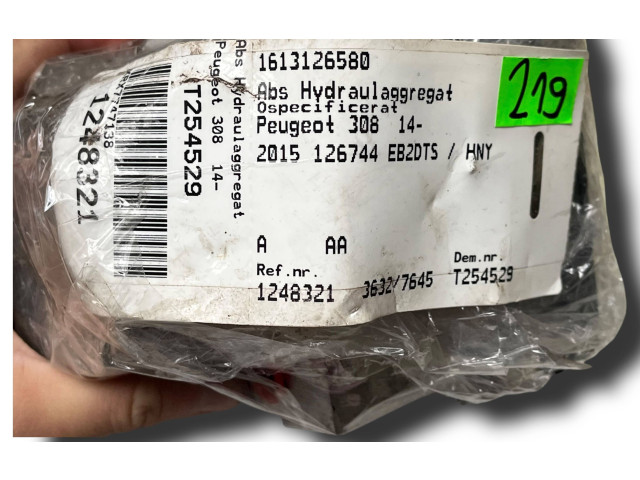 1613126580
Abs Hydraulaggregat
Ospecificerat
Peugeot 308 14-
2015 126744 EB2DTS / HNY
A AA
Ref.nr.
1248321
3632/7645
Dem.nr.
T254529
219
Abs Hydraulaggregat
Peugeot 308 14-
T254529
1248321